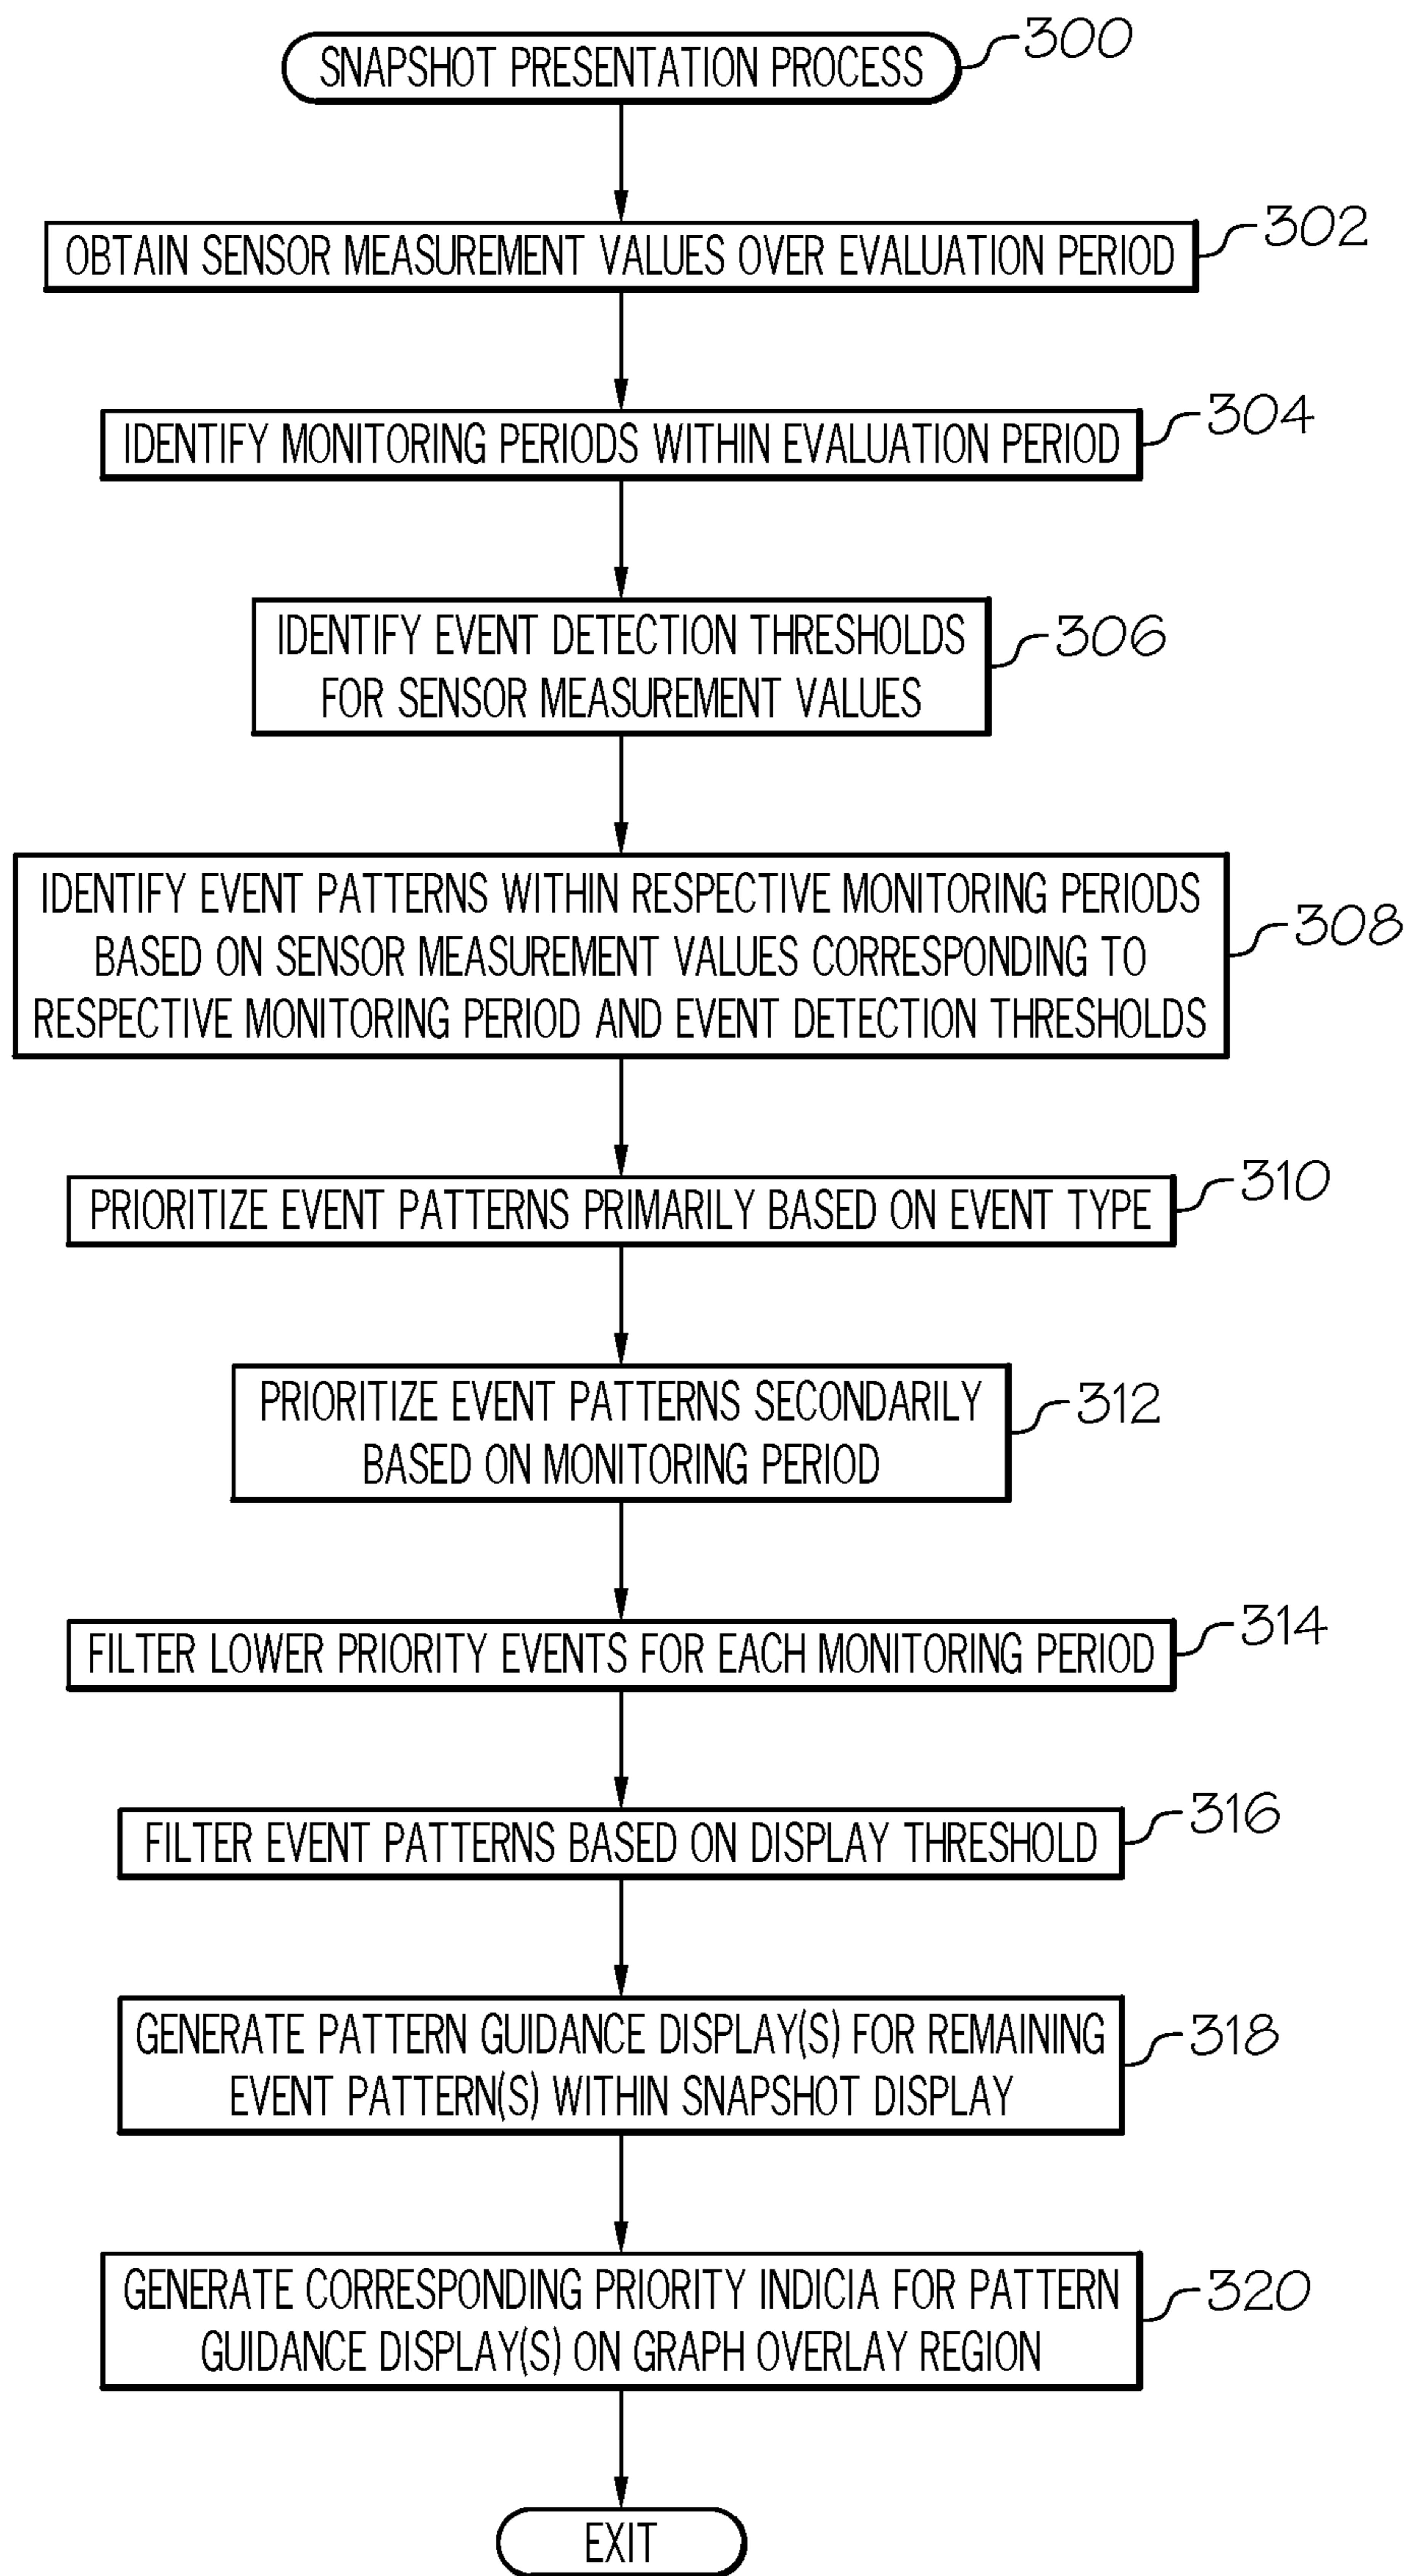 SNAPSHOT PRESENTATION PROCESS
300
OBTAIN SENSOR MEASUREMENT VALUES OVER EVALUATION PERIOD
302
IDENTIFY MONITORING PERIODS WITHIN EVALUATION PERIOD
304
IDENTIFY EVENT DETECTION THRESHOLDS
FOR SENSOR MEASUREMENT VALUES
306
IDENTIFY EVENT PATTERNS WITHIN RESPECTIVE MONITORING PERIODS
BASED ON SENSOR MEASUREMENT VALUES CORRESPONDING TO
RESPECTIVE MONITORING PERIOD AND EVENT DETECTION THRESHOLDS
308
PRIORITIZE EVENT PATTERNS PRIMARILY BASED ON EVENT TYPE
310
PRIORITIZE EVENT PATTERNS SECONDARILY
BASED ON MONITORING PERIOD
312
FILTER LOWER PRIORITY EVENTS FOR EACH MONITORING PERIOD
314
FILTER EVENT PATTERNS BASED ON DISPLAY THRESHOLD
316
GENERATE PATTERN GUIDANCE DISPLAY(S) FOR REMAINING
EVENT PATTERN(S) WITHIN SNAPSHOT DISPLAY
318
GENERATE CORRESPONDING PRIORITY INDICIA FOR PATTERN
GUIDANCE DISPLAY(S) ON GRAPH OVERLAY REGION
320
EXIT